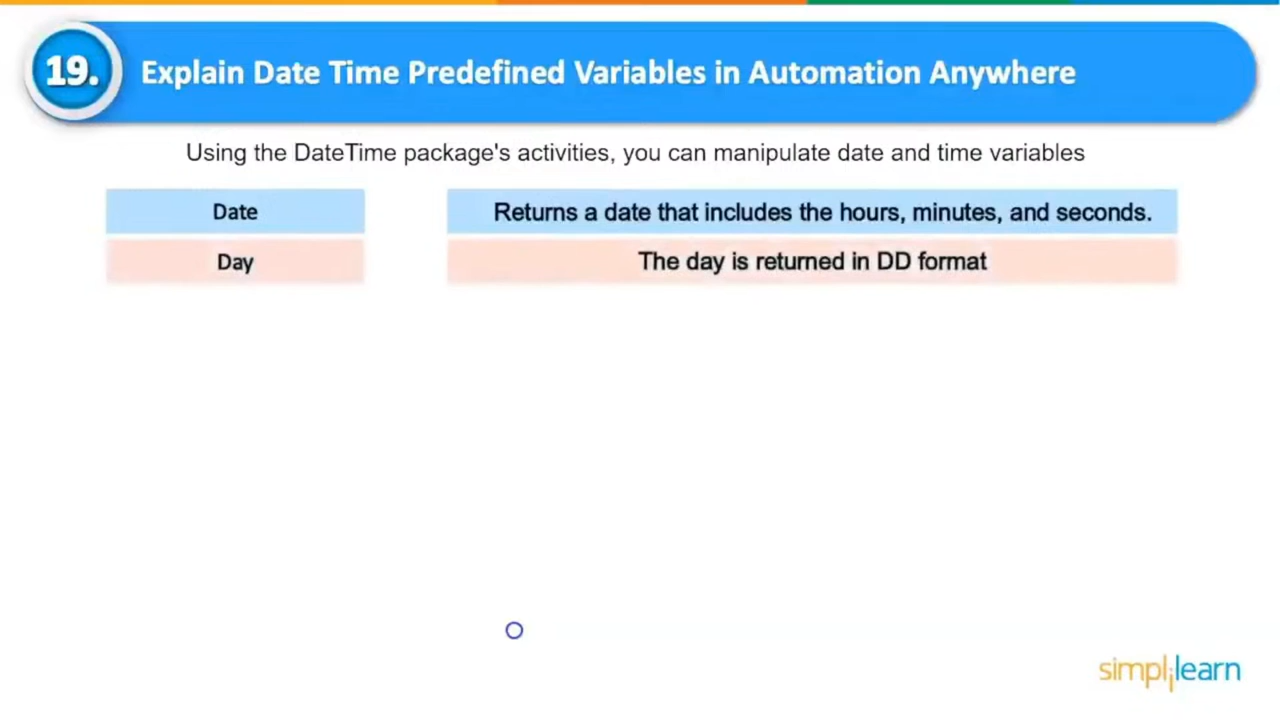 19.
Explain Date Time Predefined Variables in Automation Anywhere
Using the DateTime package's activities, you can manipulate date and time variables
Date
Returns a date that includes the hours, minutes, and seconds.
Day
The day is returned in DD format
simplilearn